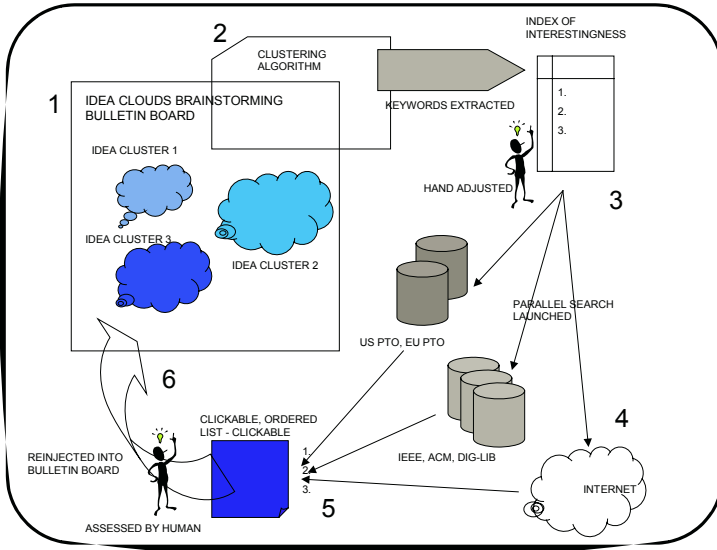 2
CLUSTERING
ALGORITHM
INDEX OF
INTERESTINGNESS
1
IDEA CLOUDS BRAINSTORMING
BULLETIN BOARD
KEYWORDS EXTRACTED
1.
2.
3.
IDEA CLUSTER 1
HAND ADJUSTED
3
IDEA CLUSTER 3
IDEA CLUSTER 2
PARALLEL SEARCH
LAUNCHED
US PTO, EU PTO
6
4
CLICKABLE, ORDERED
LIST - CLICKABLE
1.
2.
3.
IEEE, ACM, DIG-LIB
REINJECTED INTO
BULLETIN BOARD
INTERNET
5
ASSESSED BY HUMAN